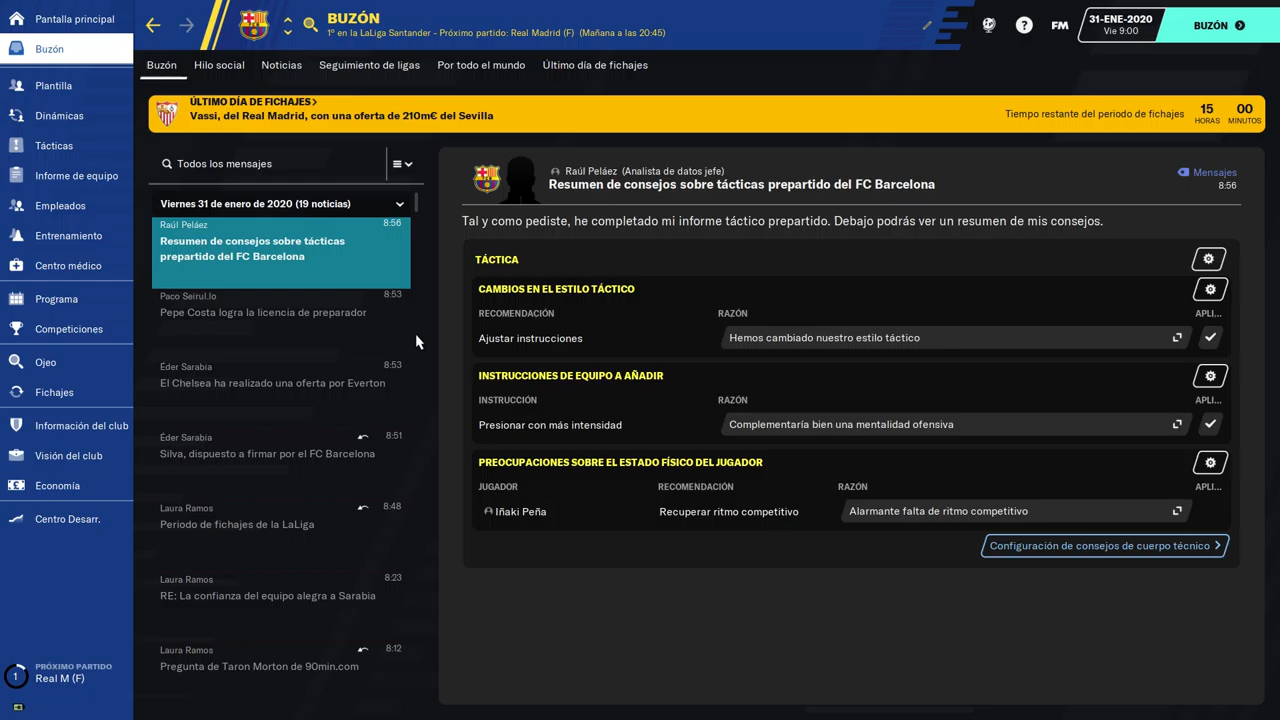 Pantalla principal
Buzón
Plantilla
Dinámicas
Tácticas
Informe de equipo
Empleados
Entrenamiento
Centro médico
Programa
Competiciones
Ojeo
Fichajes
Información del club
Visión del club
Economía
Centro Desarr.
1
PRÓXIMO PARTIDO
Real M (F)
BUZÓN
1º en la LaLiga Santander - Próximo partido: Real Madrid (F) (Mañana a las 20:45)
?
FM
31-ENE-2020
Vie 9:00
BUZÓN
Buzón
Hilo social
Noticias
Seguimiento de ligas
Por todo el mundo
Último día de fichajes
ÚLTIMO DÍA DE FICHAJES>
Vassi, del Real Madrid, con una oferta de 210m€ del Sevilla
Tiempo restante del periodo de fichajes
15
HORAS
00
MINUTOS
Todos los mensajes
Viernes 31 de enero de 2020 (19 noticias)
Raúl Peláez
8:56
Resumen de consejos sobre tácticas
prepartido del FC Barcelona
Paco Seirul.lo
8:53
Pepe Costa logra la licencia de preparador
Éder Sarabia
8:53
El Chelsea ha realizado una oferta por Everton
Éder Sarabia
8:51
Silva, dispuesto a firmar por el FC Barcelona
Laura Ramos
8:48
Periodo de fichajes de la LaLiga
Laura Ramos
8:23
RE: La confianza del equipo alegra a Sarabia
Laura Ramos
8:12
Pregunta de Taron Morton de 90min.com
Raúl Peláez (Analista de datos jefe)
Resumen de consejos sobre tácticas prepartido del FC Barcelona
Mensajes
8:56
Tal y como pediste, he completado mi informe táctico prepartido. Debajo podrás ver un resumen de mis consejos.
TÁCTICA
CAMBIOS EN EL ESTILO TÁCTICO
RECOMENDACIÓN
RAZÓN
APLI...
Ajustar instrucciones
Hemos cambiado nuestro estilo táctico
INSTRUCCIONES DE EQUIPO A AÑADIR
INSTRUCCIÓN
RAZÓN
APLI...
Presionar con más intensidad
Complementaría bien una mentalidad ofensiva
PREOCUPACIONES SOBRE EL ESTADO FÍSICO DEL JUGADOR
JUGADOR
RECOMENDACIÓN
RAZÓN
APLI...
Iñaki Peña
Recuperar ritmo competitivo
Alarmante falta de ritmo competitivo
Configuración de consejos de cuerpo técnico